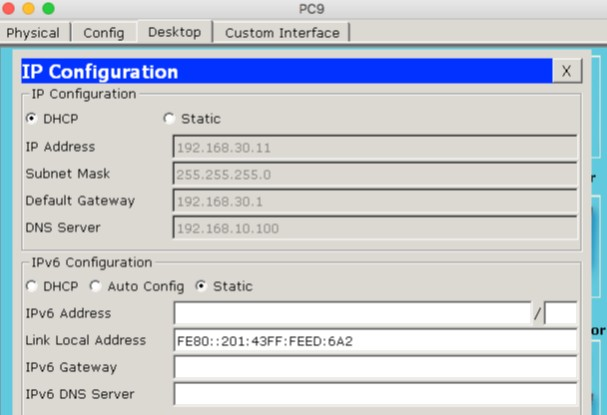 PC9
Physical Config Desktop Custom Interface
IP Configuration X
IP Configuration
DHCP Static
IP Address 192.168.30.11
Subnet Mask 255.255.255.0
Default Gateway 192.168.30.1
DNS Server 192.168.10.100
IPv6 Configuration
DHCP Auto Config Static
IPv6 Address /
Link Local Address FE80::201:43FF:FEED:6A2
IPv6 Gateway
IPv6 DNS Server